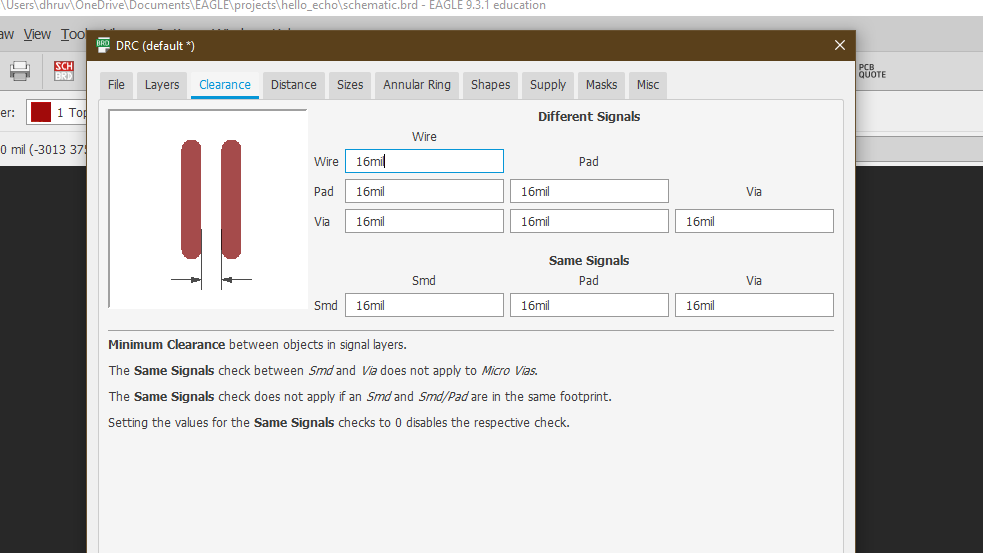 \Users\dhruv\OneDrive\Documents\EAGLE\projects\hello_echo\schematic.brd - EAGLE 9.3.1 education
aw View
BRD DRC (default *)
SCH
BRD
PCB
QUOTE
File Layers Clearance Distance Sizes Annular Ring Shapes Supply Masks Misc
er: 1 Top
0 mil (-3013
Different Signals
Wire
Wire 16mil Pad
Pad 16mil 16mil Via
Via 16mil 16mil 16mil
Same Signals
Smd Pad Via
Smd 16mil 16mil 16mil
Minimum Clearance between objects in signal layers.
The Same Signals check between Smd and Via does not apply to Micro Vias.
The Same Signals check does not apply if an Smd and Smd/Pad are in the same footprint.
Setting the values for the Same Signals checks to 0 disables the respective check.